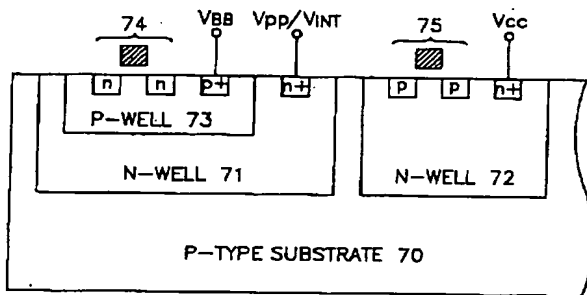 74 VBB VPP/VINT 75 VCC
n n p+ n+ p p n+
P-WELL 73
N-WELL 71 N-WELL 72
P-TYPE SUBSTRATE 70